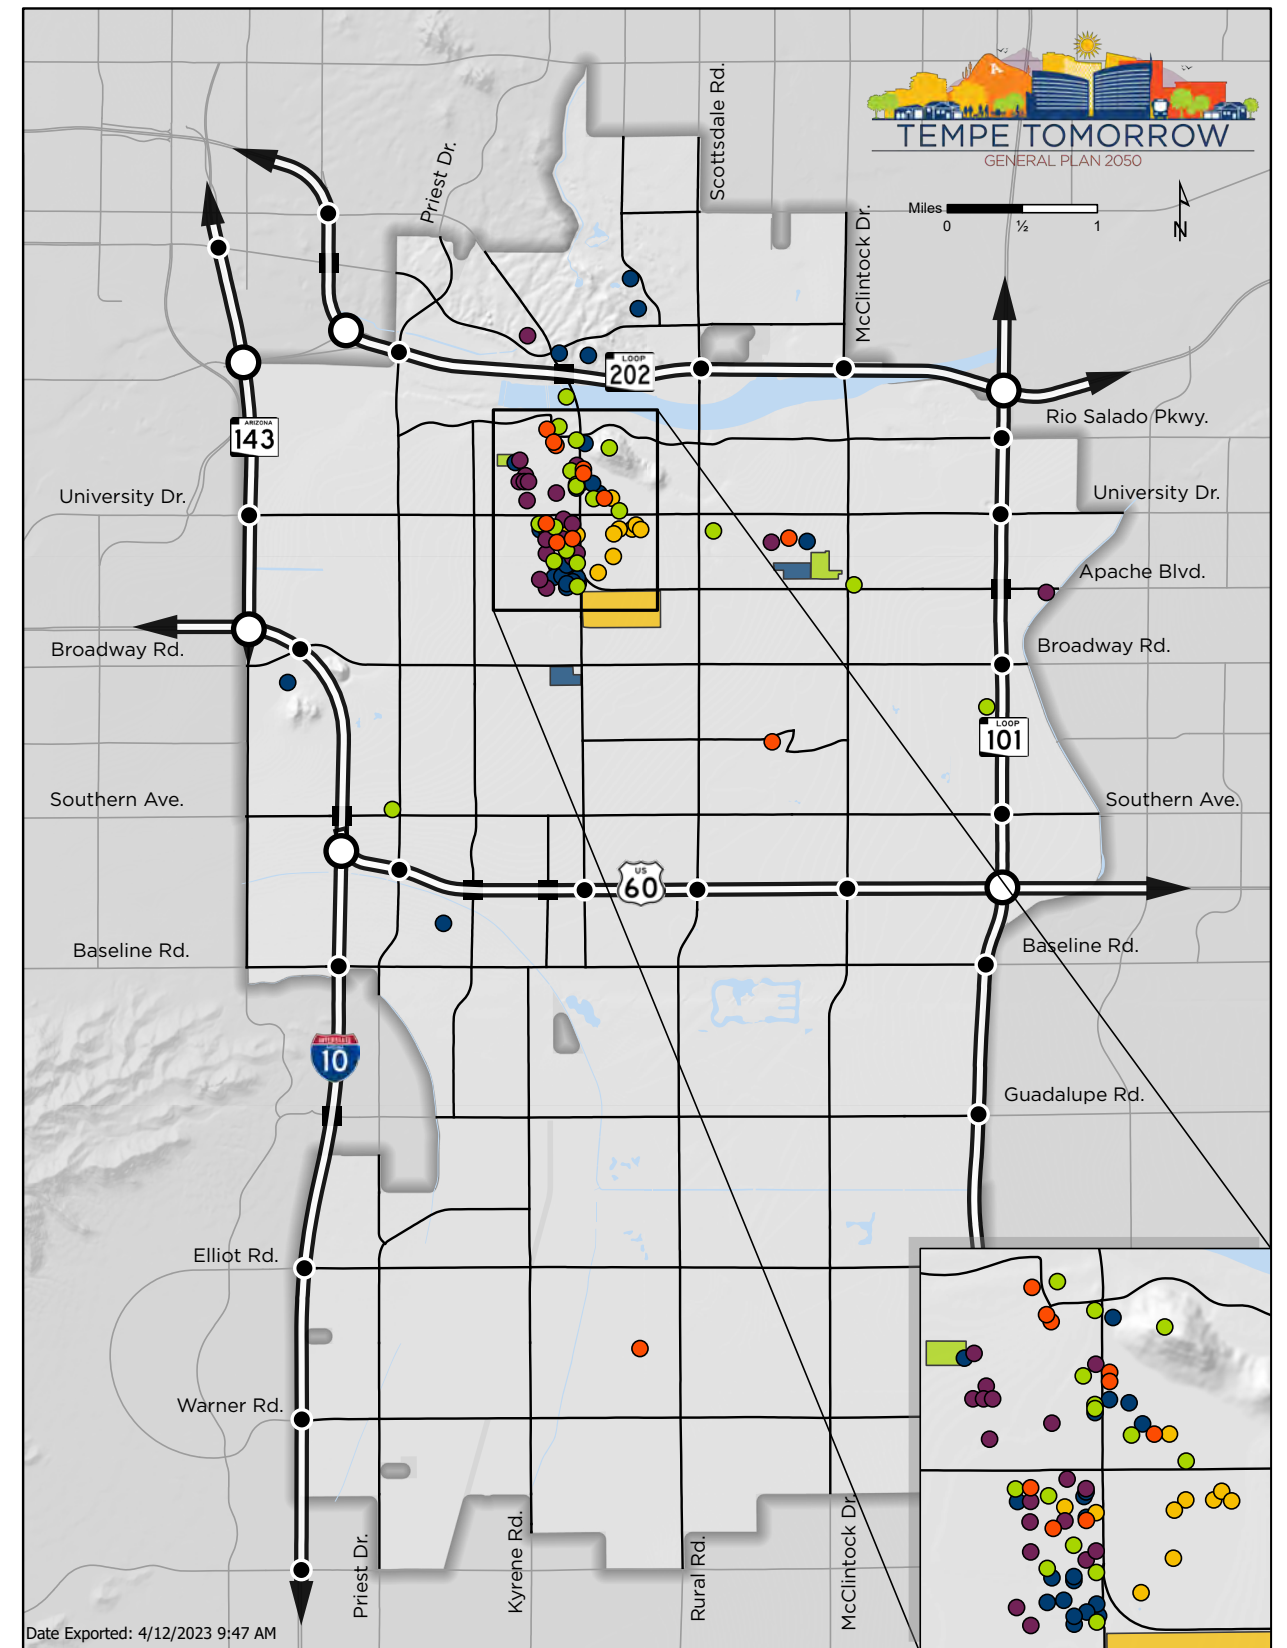 TEMPE TOMORROW
GENERAL PLAN 2050
Miles
0 ½ 1
N
Scottsdale Rd.
Priest Dr.
McClintock Dr.
LOOP
202
ARIZONA
143
Rio Salado Pkwy.
University Dr.
University Dr.
Apache Blvd.
Broadway Rd.
Broadway Rd.
LOOP
101
Southern Ave.
Southern Ave.
US
60
Baseline Rd.
Baseline Rd.
10
Guadalupe Rd.
Elliot Rd.
Warner Rd.
Priest Dr.
Kyrene Rd.
Rural Rd.
McClintock Dr.
Date Exported: 4/12/2023 9:47 AM